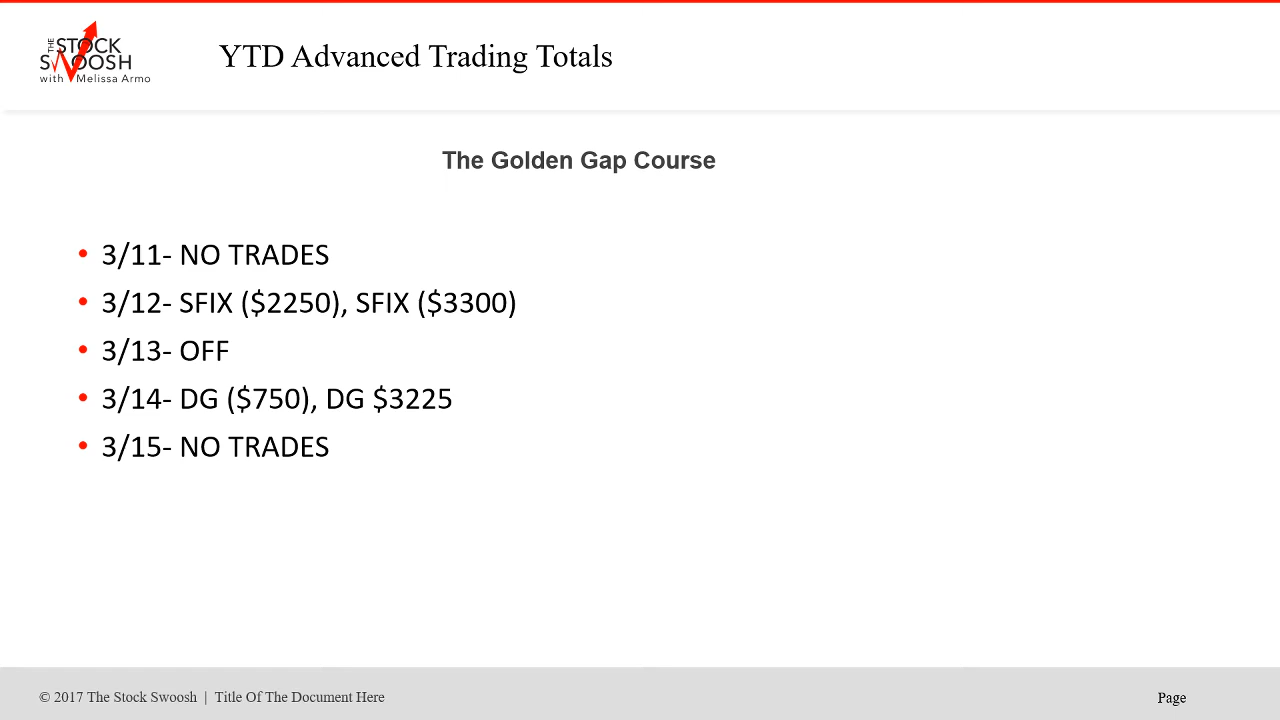 THE STOCK
SWOOSH
with Melissa Armo
YTD Advanced Trading Totals
The Golden Gap Course
• 3/11- NO TRADES
• 3/12- SFIX ($2250), SFIX ($3300)
• 3/13- OFF
• 3/14- DG ($750), DG $3225
• 3/15- NO TRADES
© 2017 The Stock Swoosh | Title Of The Document Here
Page